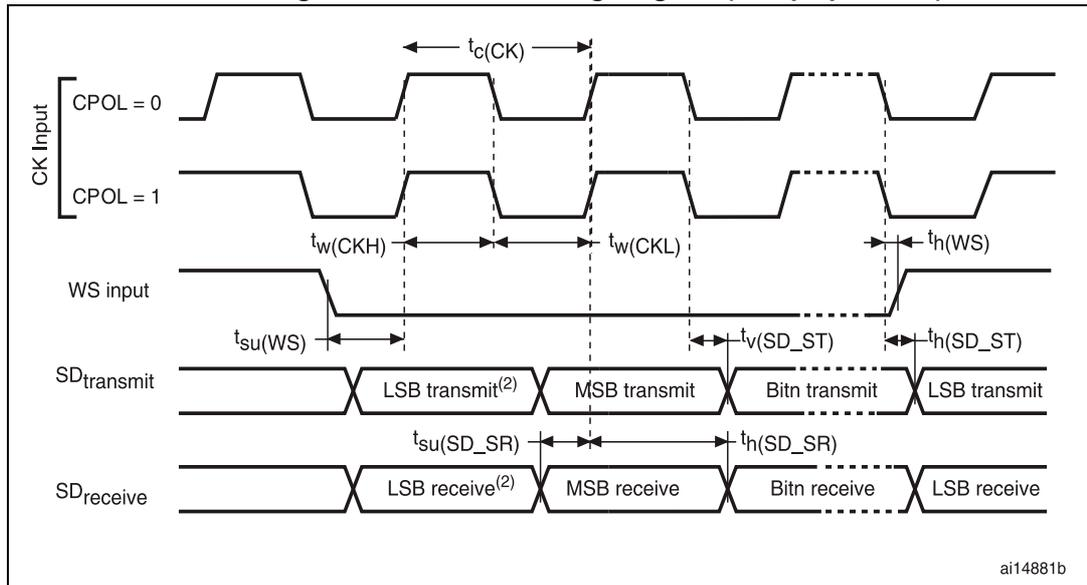 tc(CK)
CK Input
CPOL = 0
CPOL = 1
tw(CKH)
tw(CKL)
th(WS)
WS input
tsu(WS)
tv(SD_ST)
th(SD_ST)
SDtransmit
LSB transmit(2)
MSB transmit
Bitn transmit
LSB transmit
tsu(SD_SR)
th(SD_SR)
SDreceive
LSB receive(2)
MSB receive
Bitn receive
LSB receive
ai14881b